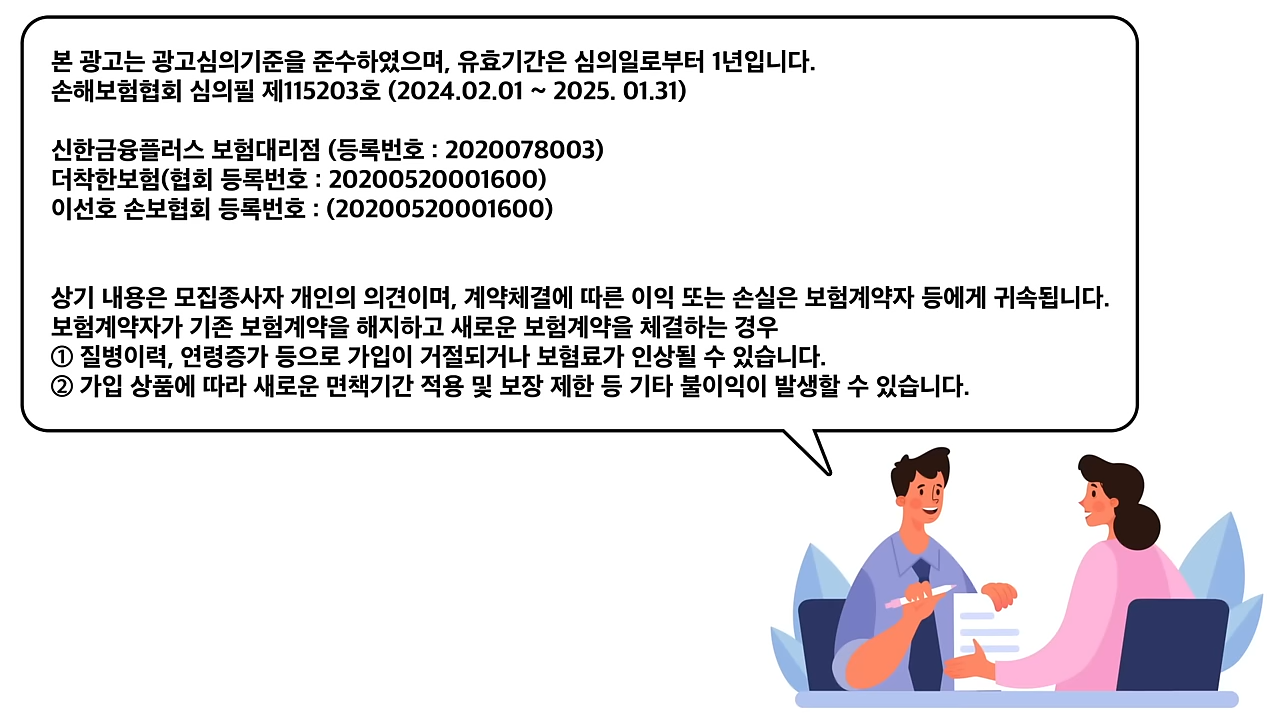 본 광고는 광고심의기준을 준수하였으며, 유효기간은 심의일로부터 1년입니다.
손해보험협회 심의필 제115203호 (2024.02.01 ~ 2025. 01.31)
신한금융플러스 보험대리점 (등록번호 : 2020078003)
더착한보험(협회 등록번호 : 20200520001600)
이선호 손보협회 등록번호 : (20200520001600)
상기 내용은 모집종사자 개인의 의견이며, 계약체결에 따른 이익 또는 손실은 보험계약자 등에게 귀속됩니다.
보험계약자가 기존 보험계약을 해지하고 새로운 보험계약을 체결하는 경우
① 질병이력, 연령증가 등으로 가입이 거절되거나 보험료가 인상될 수 있습니다.
② 가입 상품에 따라 새로운 면책기간 적용 및 보장 제한 등 기타 불이익이 발생할 수 있습니다.